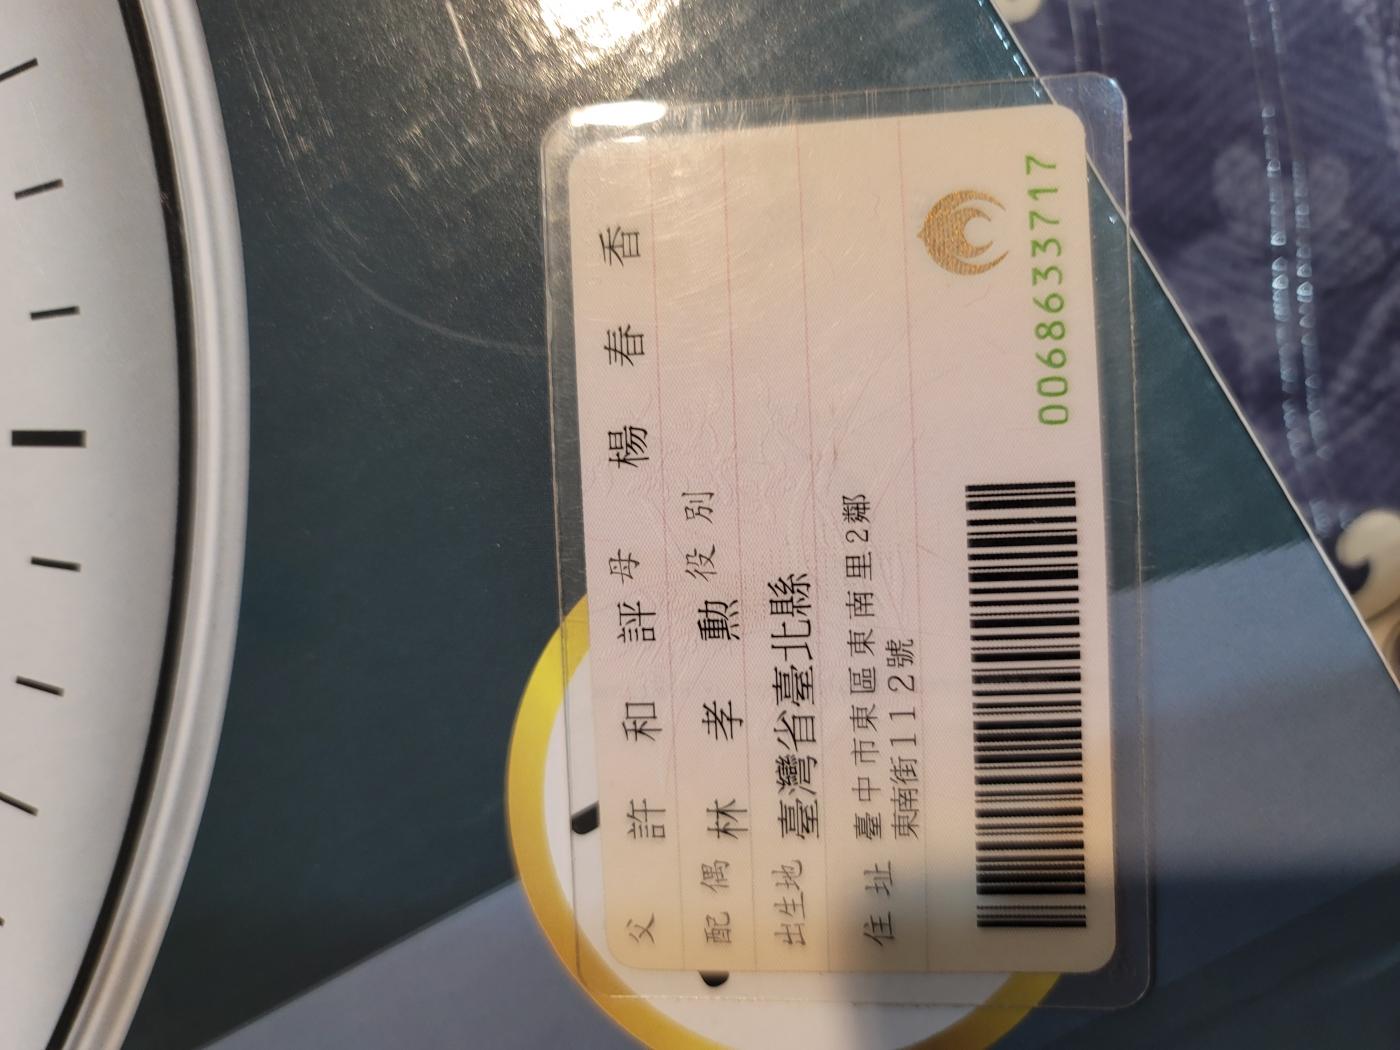 父 許和評 母 楊春香
配偶 林孝勳 役別
出生地 臺灣省臺北縣
住址 臺中市東區東南里2鄰
東南街112號
0068633717